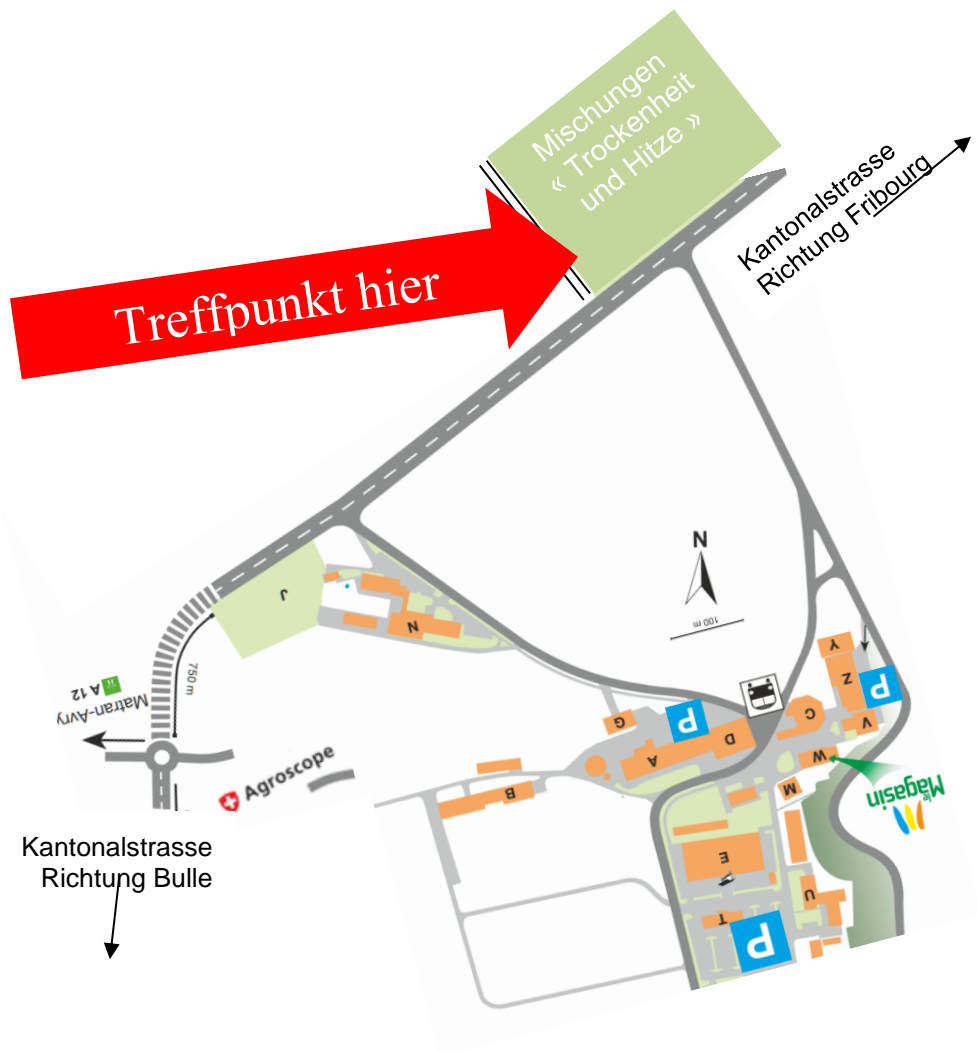 Mischungen
« Trockenheit
und Hitze »
Kantonalstrasse
Richtung Fribourg
Treffpunkt hier
N
100 m
J
N
750 m
Matran-Avry
A 12
Agroscope
Kantonalstrasse
Richtung Bulle
Y
Z
P
V
C
W
M
G
P
D
A
B
le
Magasin
E
U
T
P